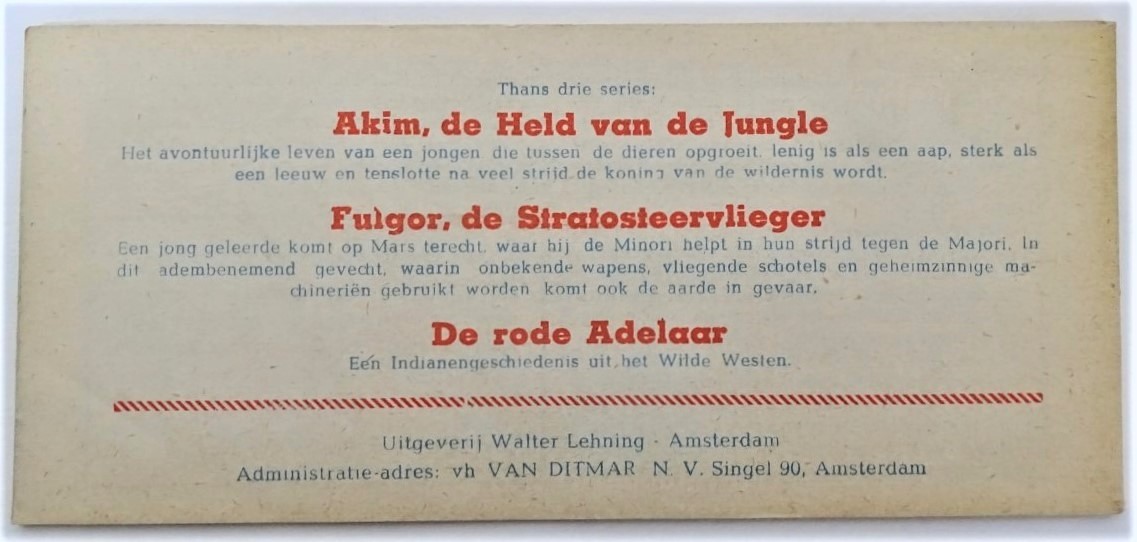 Thans drie series:
Akim, de Held van de Jungle
Het avontuurlijke leven van een jongen die tussen de dieren opgroeit, lenig is als een aap, sterk als
een leeuw en tenslotte na veel strijd de koning van de wildernis wordt.
Fulgor, de Stratosfeervlieger
Een jong geleerde komt op Mars terecht, waar hij de Minori helpt in hun strijd tegen de Majori. In
dit adembenemend gevecht, waarin onbekende wapens, vliegende schotels en geheimzinnige ma-
chineriën gebruikt worden komt ook de aarde in gevaar.
De rode Adelaar
Eén Indianengeschiedenis uit het Wilde Westen.
Uitgeverij Walter Lehning - Amsterdam
Administratie-adres: vh VAN DITMAR N. V. Singel 90, Amsterdam